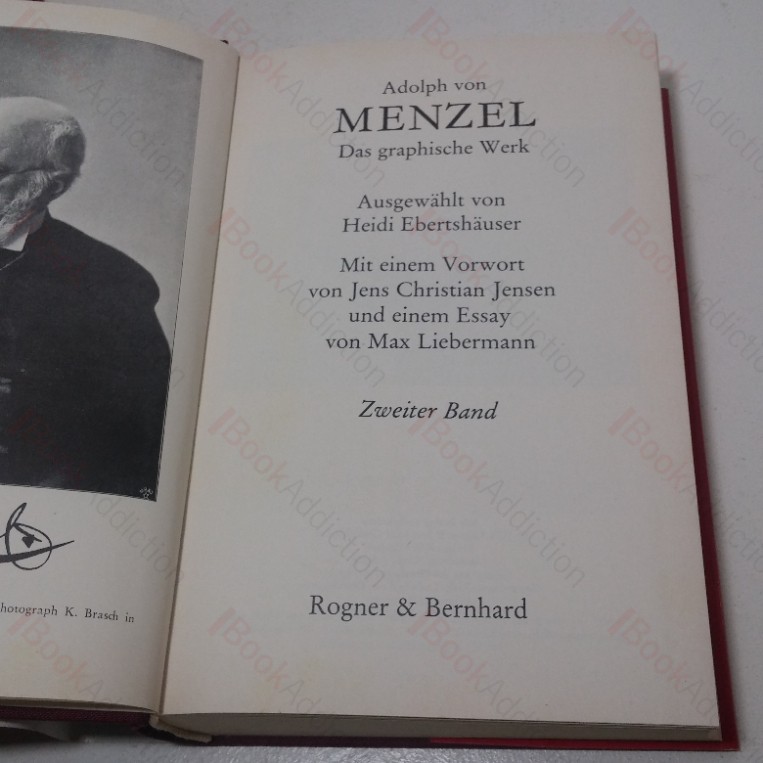 Adolph von
MENZEL
Das graphische Werk
Ausgewählt von
Heidi Ebertshäuser
Mit einem Vorwort
von Jens Christian Jensen
und einem Essay
von Max Liebermann
Zweiter Band
Rogner & Bernhard
hotograph K. Brasch in
BookAddiction